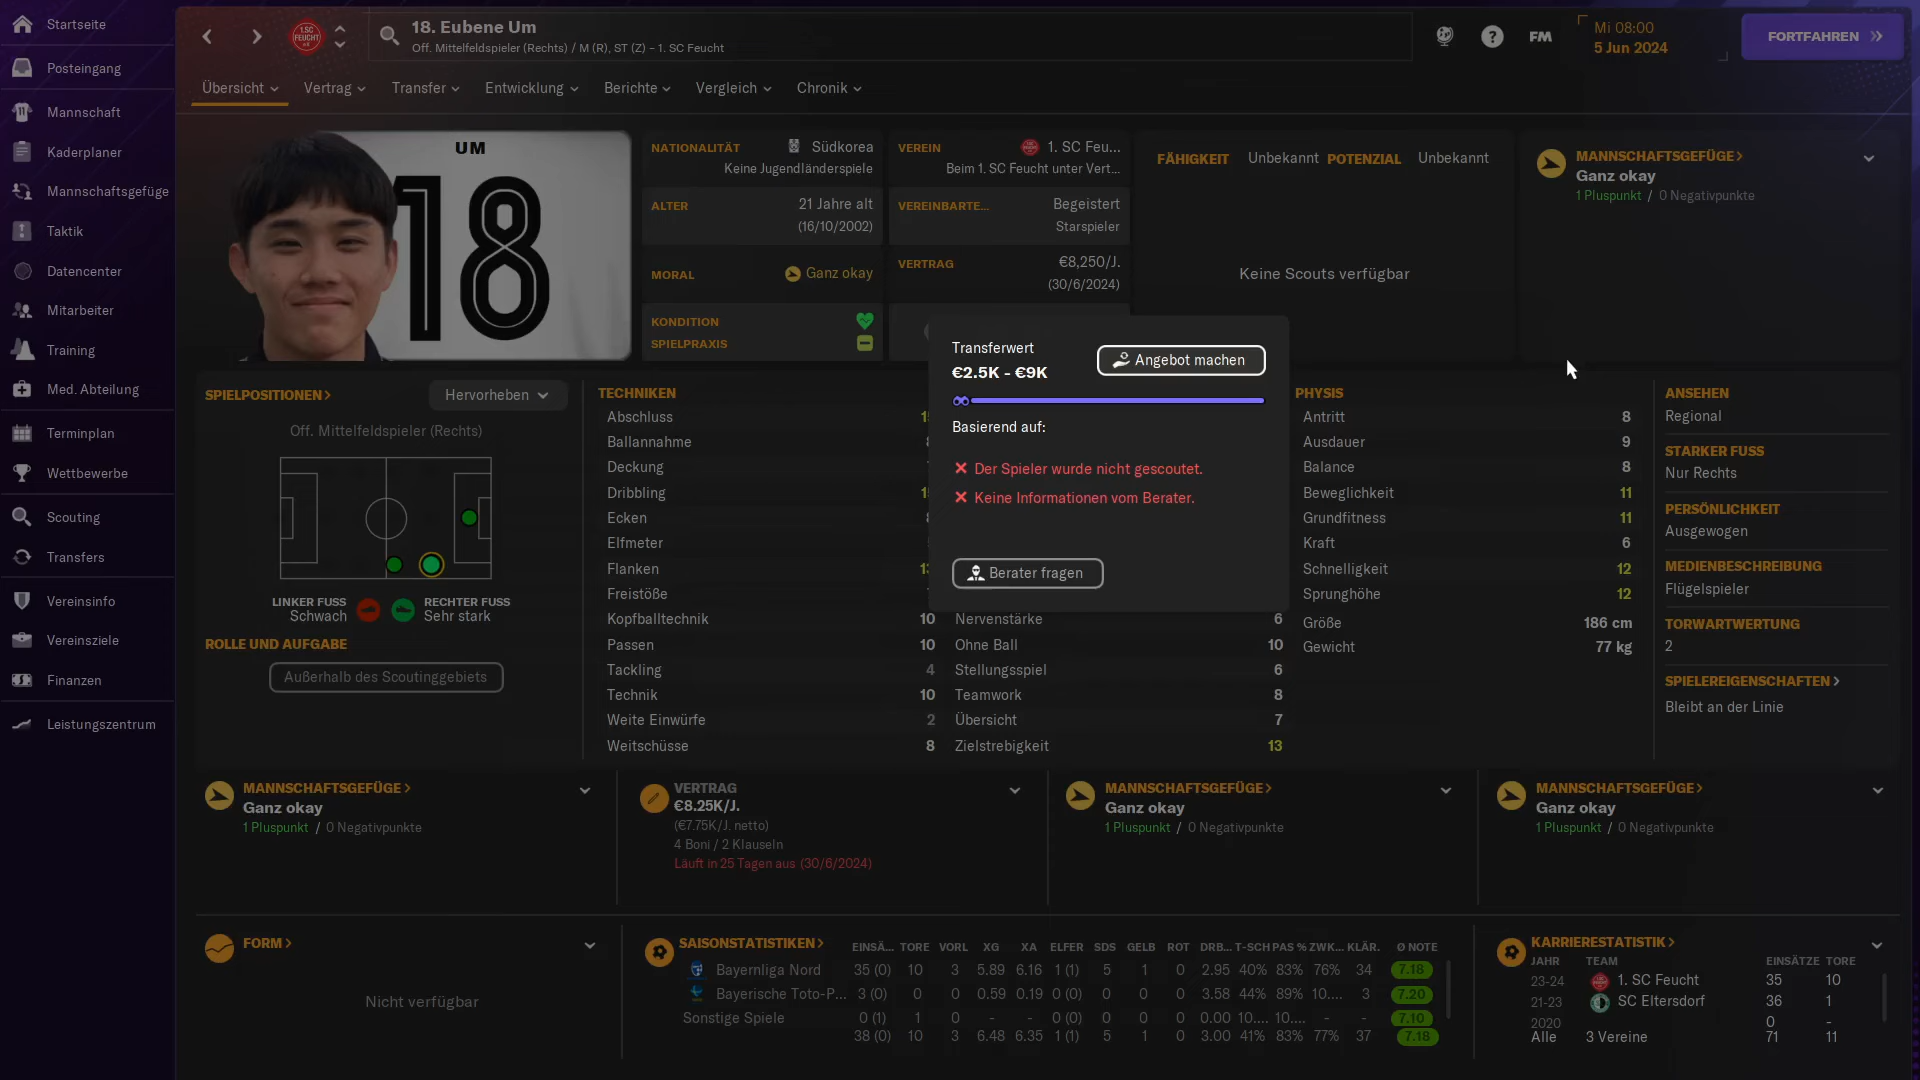 Startseite
18. Eubene Um
Off. Mittelfeldspieler (Rechts) / M (R), ST (Z) – 1. SC Feucht
FM
Mi 08:00
5 Jun 2024
FORTFAHREN
Posteingang
Übersicht
Vertrag
Transfer
Entwicklung
Berichte
Vergleich
Chronik
Mannschaft
Kaderplaner
Mannschaftsgefüge
Taktik
Datencenter
Mitarbeiter
Training
Med. Abteilung
Terminplan
Wettbewerbe
Scouting
Transfers
Vereinsinfo
Vereinsziele
Finanzen
Leistungszentrum
UM
18
NATIONALITÄT Südkorea
Keine Jugendländerspiele
ALTER 21 Jahre alt
(16/10/2002)
MORAL Ganz okay
KONDITION
SPIELPRAXIS
VEREIN 1. SC Feu...
Beim 1. SC Feucht unter Vert...
VEREINBARTE... Begeistert
Starspieler
VERTRAG €8,250/J.
(30/6/2024)
FÄHIGKEIT Unbekannt POTENZIAL Unbekannt
Keine Scouts verfügbar
MANNSCHAFTSGEFÜGE
Ganz okay
1 Pluspunkt / 0 Negativpunkte
Transferwert
€2.5K - €9K
Angebot machen
Basierend auf:
Der Spieler wurde nicht gescoutet.
Keine Informationen vom Berater.
Berater fragen
SPIELPOSITIONEN
Hervorheben
Off. Mittelfeldspieler (Rechts)
LINKER FUSS
Schwach
RECHTER FUSS
Sehr stark
ROLLE UND AUFGABE
Außerhalb des Scoutinggebiets
TECHNIKEN
Abschluss
Ballannahme
Deckung
Dribbling
Ecken
Elfmeter
Flanken
Freistöße
Kopfballtechnik 10
Passen 10
Tackling 4
Technik 10
Weite Einwürfe 2
Weitschüsse 8
Nervenstärke 6
Ohne Ball 10
Stellungsspiel 6
Teamwork 8
Übersicht 7
Zielstrebigkeit 13
PHYSIS
Antritt 8
Ausdauer 9
Balance 8
Beweglichkeit 11
Grundfitness 11
Kraft 6
Schnelligkeit 12
Sprunghöhe 12
Größe 186 cm
Gewicht 77 kg
ANSEHEN
Regional
STARKER FUSS
Nur Rechts
PERSÖNLICHKEIT
Ausgewogen
MEDIENBESCHREIBUNG
Flügelspieler
TORWARTWERTUNG
2
SPIELEREIGENSCHAFTEN
Bleibt an der Linie
MANNSCHAFTSGEFÜGE
Ganz okay
1 Pluspunkt / 0 Negativpunkte
VERTRAG
€8.25K/J.
(€7.75K/J. netto)
4 Boni / 2 Klauseln
Läuft in 25 Tagen aus (30/6/2024)
MANNSCHAFTSGEFÜGE
Ganz okay
1 Pluspunkt / 0 Negativpunkte
MANNSCHAFTSGEFÜGE
Ganz okay
1 Pluspunkt / 0 Negativpunkte
FORM
Nicht verfügbar
SAISONSTATISTIKEN EINSÄ... TORE VORL XG XA ELFER SDS GELB ROT DRB... T-SCH PAS % ZWK... KLÄR. Ø NOTE
Bayernliga Nord 35 (0) 10 3 5.89 6.16 1 (1) 5 1 0 2.95 40% 83% 76% 34 7.18
Bayerische Toto-P... 3 (0) 0 0 0.59 0.19 0 (0) 0 0 0 3.58 44% 89% 10.... 3 7.20
Sonstige Spiele 0 (1) 1 0 - - 0 (0) 0 0 0 0.00 10.... 10.... - - 7.10
38 (0) 10 3 6.48 6.35 1 (1) 5 1 0 3.00 41% 83% 77% 37 7.18
KARRIERESTATISTIK
JAHR TEAM EINSÄTZE TORE
23-24 1. SC Feucht 35 10
21-23 SC Eltersdorf 36 1
2020 0 -
Alle 3 Vereine 71 11